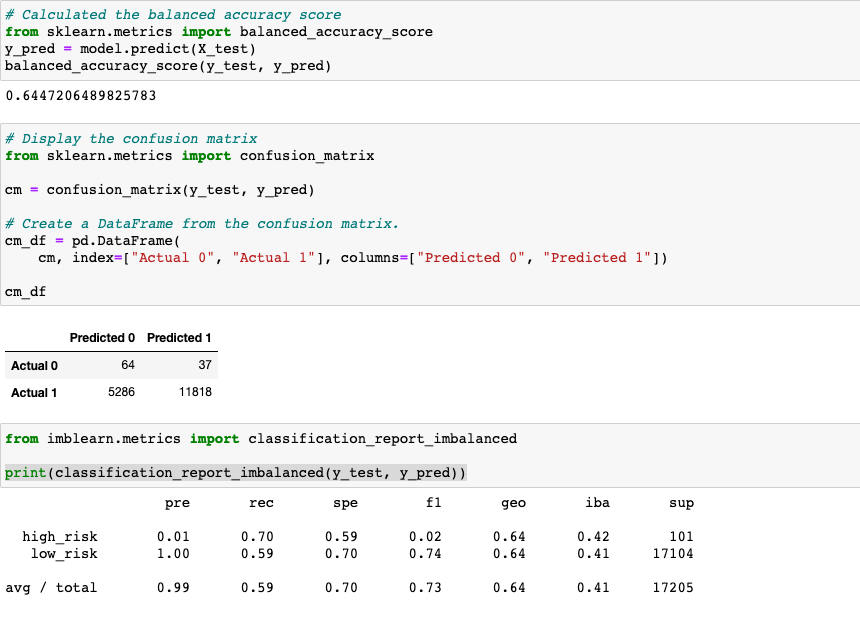 # Calculated the balanced accuracy score
from sklearn.metrics import balanced_accuracy_score
y_pred = model.predict(X_test)
balanced_accuracy_score(y_test, y_pred)
0.6447206489825783
# Display the confusion matrix
from sklearn.metrics import confusion_matrix
cm = confusion_matrix(y_test, y_pred)
# Create a DataFrame from the confusion matrix.
cm_df = pd.DataFrame(
    cm, index=["Actual 0", "Actual 1"], columns=["Predicted 0", "Predicted 1"])
cm_df
Predicted 0 Predicted 1
Actual 0 64 37
Actual 1 5286 11818
from imblearn.metrics import classification_report_imbalanced
print(classification_report_imbalanced(y_test, y_pred))
pre rec spe f1 geo iba sup
high_risk 0.01 0.70 0.59 0.02 0.64 0.42 101
low_risk 1.00 0.59 0.70 0.74 0.64 0.41 17104
avg / total 0.99 0.59 0.70 0.73 0.64 0.41 17205